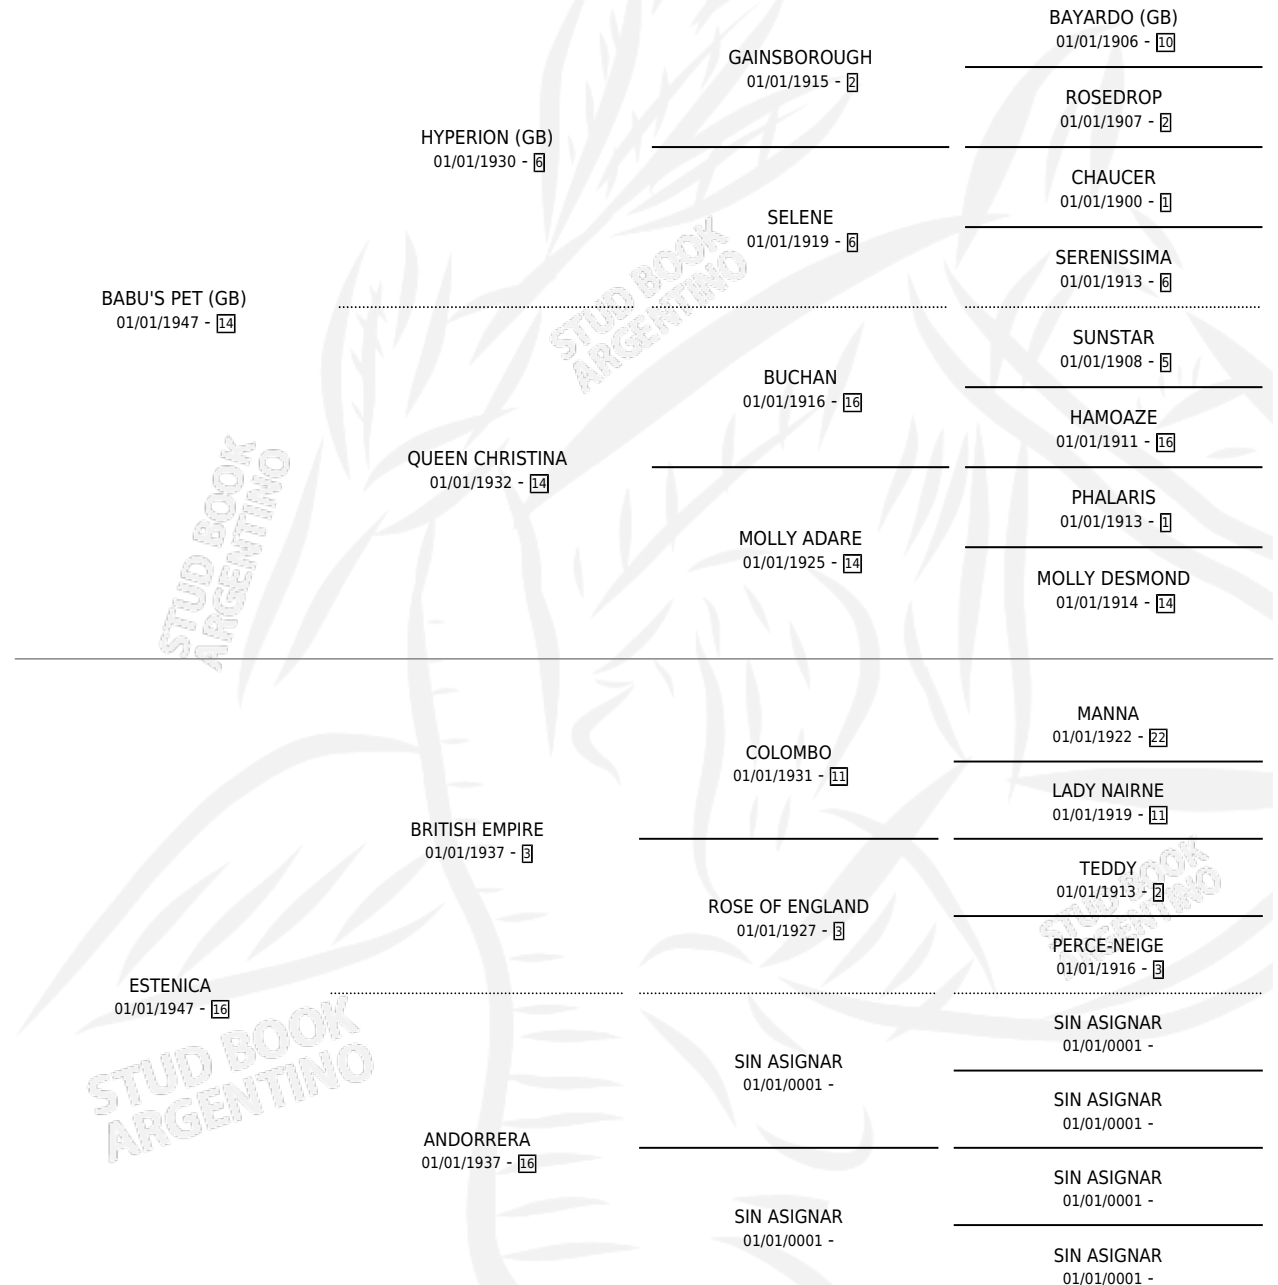 BAYARDO (GB)
01/01/1906 - 10
GAINSBOROUGH
01/01/1915 - 2
ROSEDROP
01/01/1907 - 2
HYPERION (GB)
01/01/1930 - 6
CHAUCER
01/01/1900 - 1
SELENE
01/01/1919 - 6
SERENISSIMA
01/01/1913 - 6
BABU'S PET (GB)
01/01/1947 - 14
SUNSTAR
01/01/1908 - 5
BUCHAN
01/01/1916 - 16
HAMOAZE
01/01/1911 - 16
QUEEN CHRISTINA
01/01/1932 - 14
PHALARIS
01/01/1913 - 1
MOLLY ADARE
01/01/1925 - 14
MOLLY DESMOND
01/01/1914 - 14
MANNA
01/01/1922 - 22
COLOMBO
01/01/1931 - 11
LADY NAIRNE
01/01/1919 - 11
BRITISH EMPIRE
01/01/1937 - 3
TEDDY
01/01/1913 - 2
ROSE OF ENGLAND
01/01/1927 - 3
PERCE-NEIGE
01/01/1916 - 3
ESTENICA
01/01/1947 - 16
SIN ASIGNAR
01/01/0001 -
SIN ASIGNAR
01/01/0001 -
SIN ASIGNAR
01/01/0001 -
ANDORRERA
01/01/1937 - 16
SIN ASIGNAR
01/01/0001 -
SIN ASIGNAR
01/01/0001 -
SIN ASIGNAR
01/01/0001 -
STUD BOOK
ARGENTINO
STUD BOOK
ARGENTINO
STUD BOOK
ARGENTINO
STUD BOOK
ARGENTINO